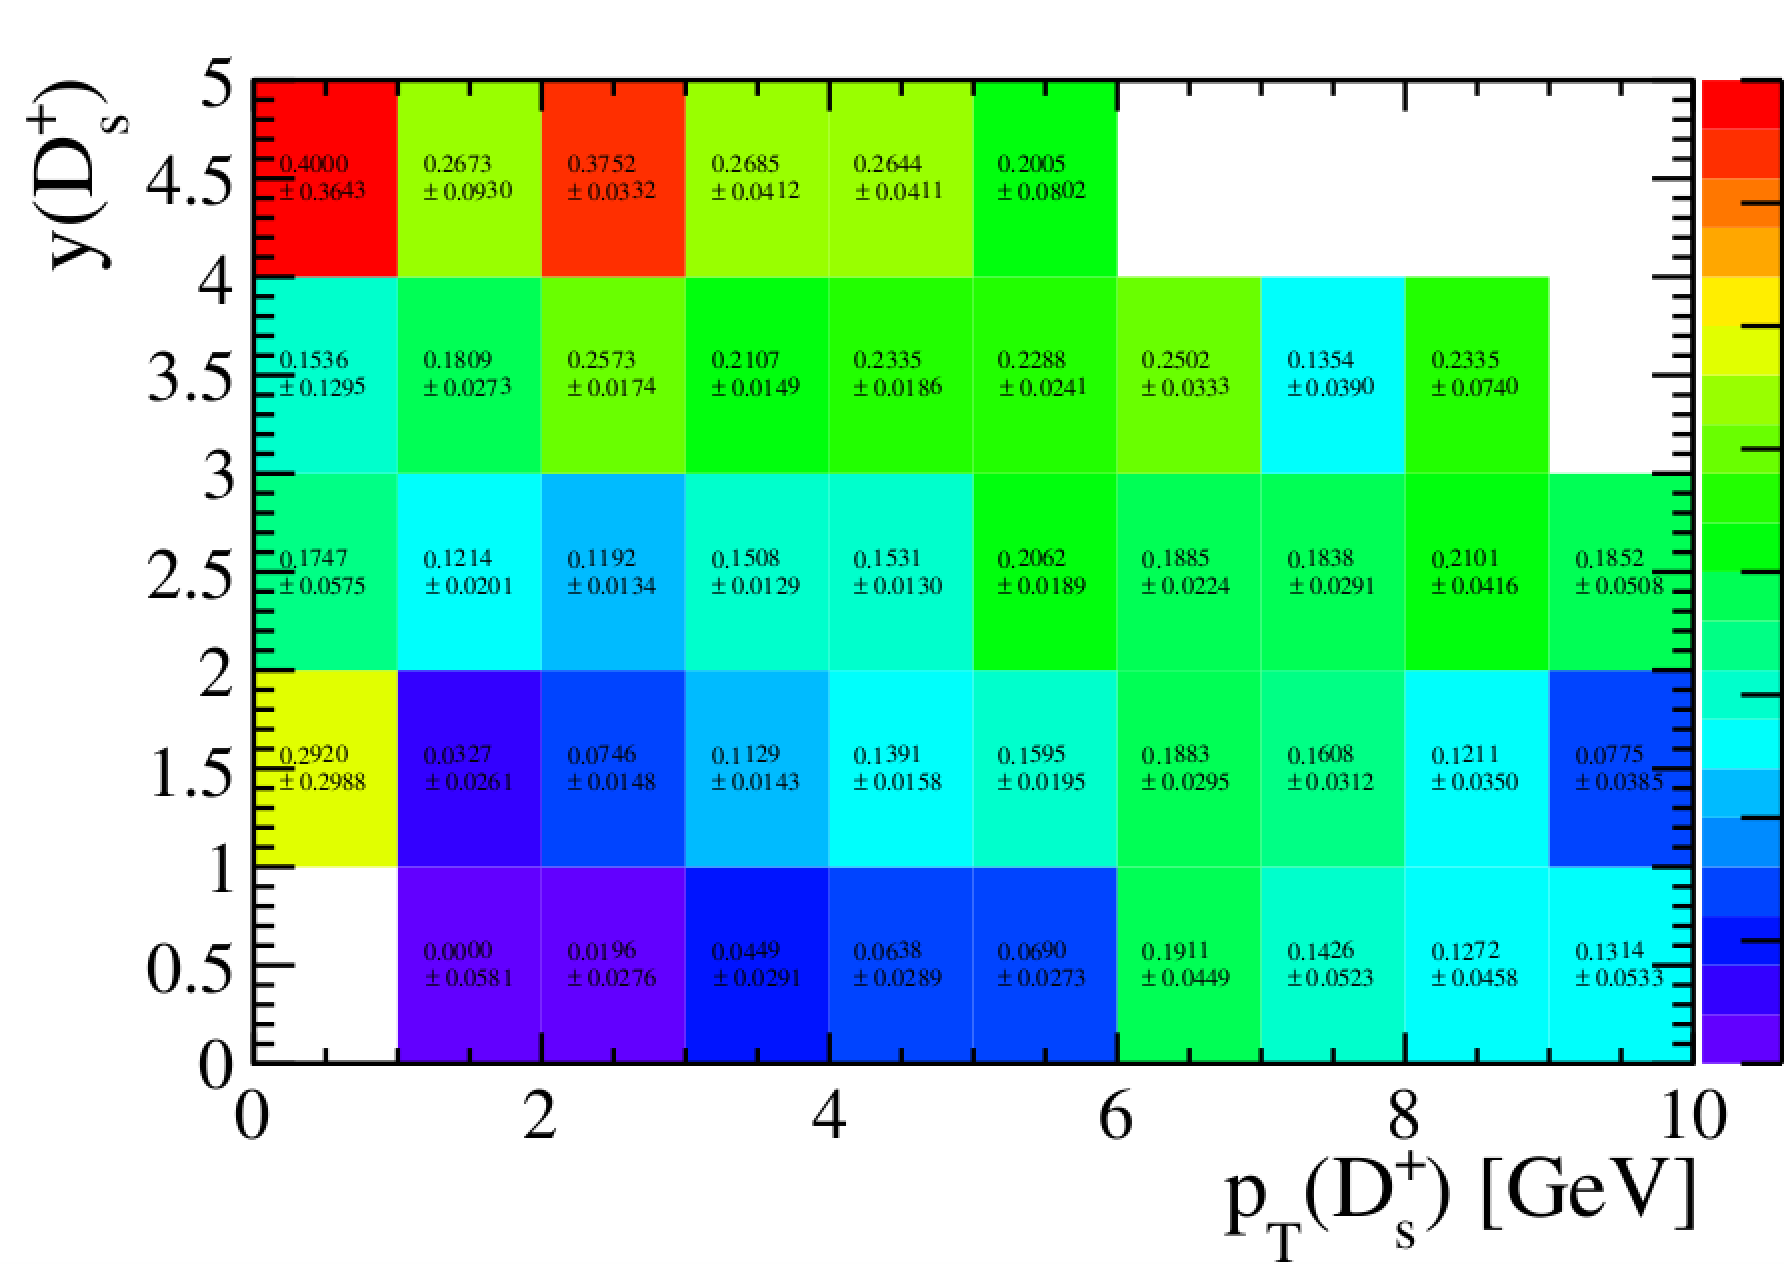 y(D_s^+)
5
4.5
4
3.5
3
2.5
2
1.5
1
0.5
0
0.4000 0.2673 0.3752 0.2685 0.2644 0.2005
± 0.3643 ± 0.0930 ± 0.0332 ± 0.0412 ± 0.0411 ± 0.0802
0.1536 0.1809 0.2573 0.2107 0.2335 0.2288 0.2502 0.1354 0.2335
± 0.1295 ± 0.0273 ± 0.0174 ± 0.0149 ± 0.0186 ± 0.0241 ± 0.0333 ± 0.0390 ± 0.0740
0.1747 0.1214 0.1192 0.1508 0.1531 0.2062 0.1885 0.1838 0.2101 0.1852
± 0.0575 ± 0.0201 ± 0.0134 ± 0.0129 ± 0.0130 ± 0.0189 ± 0.0224 ± 0.0291 ± 0.0416 ± 0.0508
0.2920 0.0327 0.0746 0.1129 0.1391 0.1595 0.1883 0.1608 0.1211 0.0775
± 0.2988 ± 0.0261 ± 0.0148 ± 0.0143 ± 0.0158 ± 0.0195 ± 0.0295 ± 0.0312 ± 0.0350 ± 0.0385
0.0000 0.0196 0.0449 0.0638 0.0690 0.1911 0.1426 0.1272 0.1314
± 0.0581 ± 0.0276 ± 0.0291 ± 0.0289 ± 0.0273 ± 0.0449 ± 0.0523 ± 0.0458 ± 0.0533
0 2 4 6 8 10
p_T(D_s^+) [GeV]